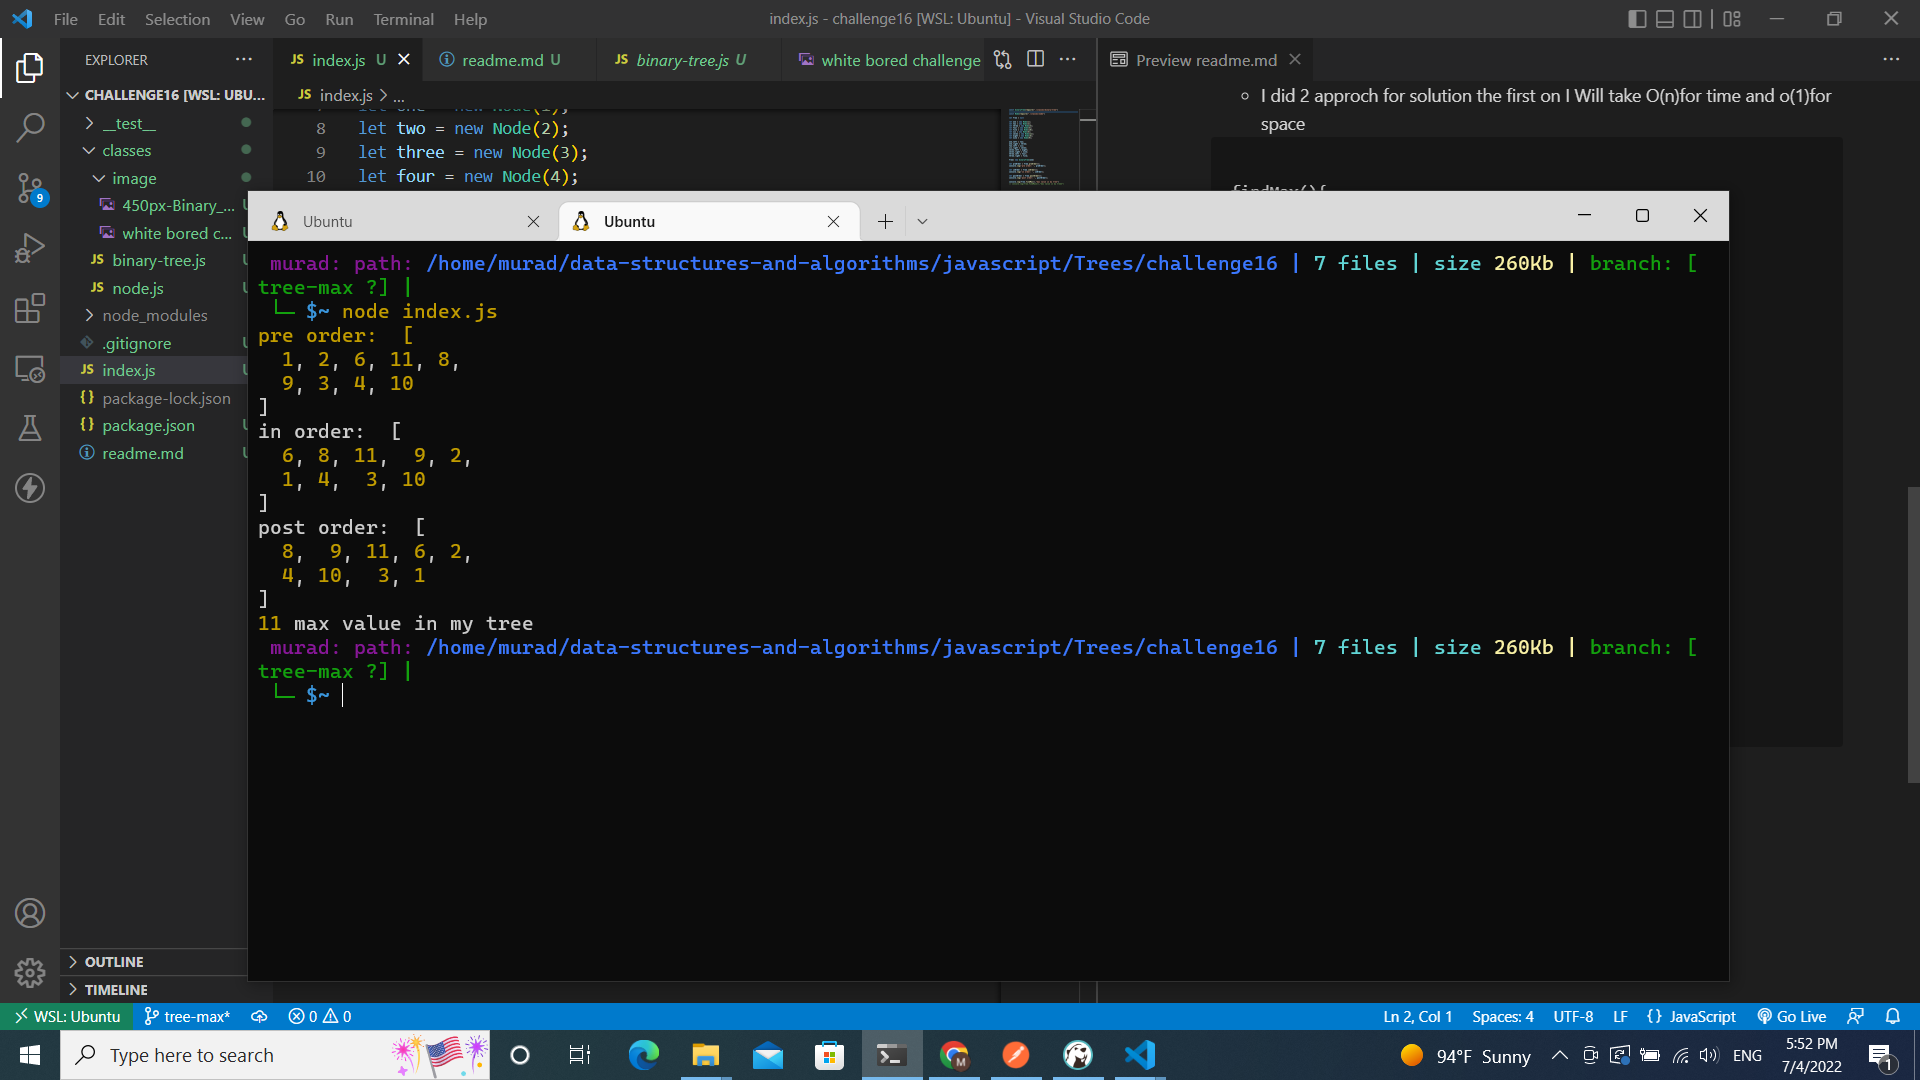 File Edit Selection View Go Run Terminal Help
index.js - challenge16 [WSL: Ubuntu] - Visual Studio Code
EXPLORER
CHALLENGE16 [WSL: UBU...
__test__
classes
image
450px-Binary_...
white bored c...
binary-tree.js
node.js
node_modules
.gitignore
index.js
package-lock.json
package.json
readme.md
OUTLINE
TIMELINE
9
JS index.js U
readme.md U
JS binary-tree.js U
white bored challenge
JS index.js > ...
8 let two = new Node(2);
9 let three = new Node(3);
10 let four = new Node(4);
Preview readme.md
I did 2 approch for solution the first on I Will take O(n)for time and o(1)for
space
Ubuntu
Ubuntu
murad: path: /home/murad/data-structures-and-algorithms/javascript/Trees/challenge16 | 7 files | size 260Kb | branch: [
tree-max ?] |
└─ $~ node index.js
pre order:  [
1, 2, 6, 11, 8,
9, 3, 4, 10
]
in order:  [
6, 8, 11,  9, 2,
1, 4,  3, 10
]
post order:  [
8,  9, 11, 6, 2,
4, 10,  3, 1
]
11 max value in my tree
murad: path: /home/murad/data-structures-and-algorithms/javascript/Trees/challenge16 | 7 files | size 260Kb | branch: [
tree-max ?] |
└─ $~
WSL: Ubuntu tree-max* 0 0
Ln 2, Col 1 Spaces: 4 UTF-8 LF {} JavaScript Go Live
Type here to search
94°F Sunny
ENG
5:52 PM
7/4/2022
1